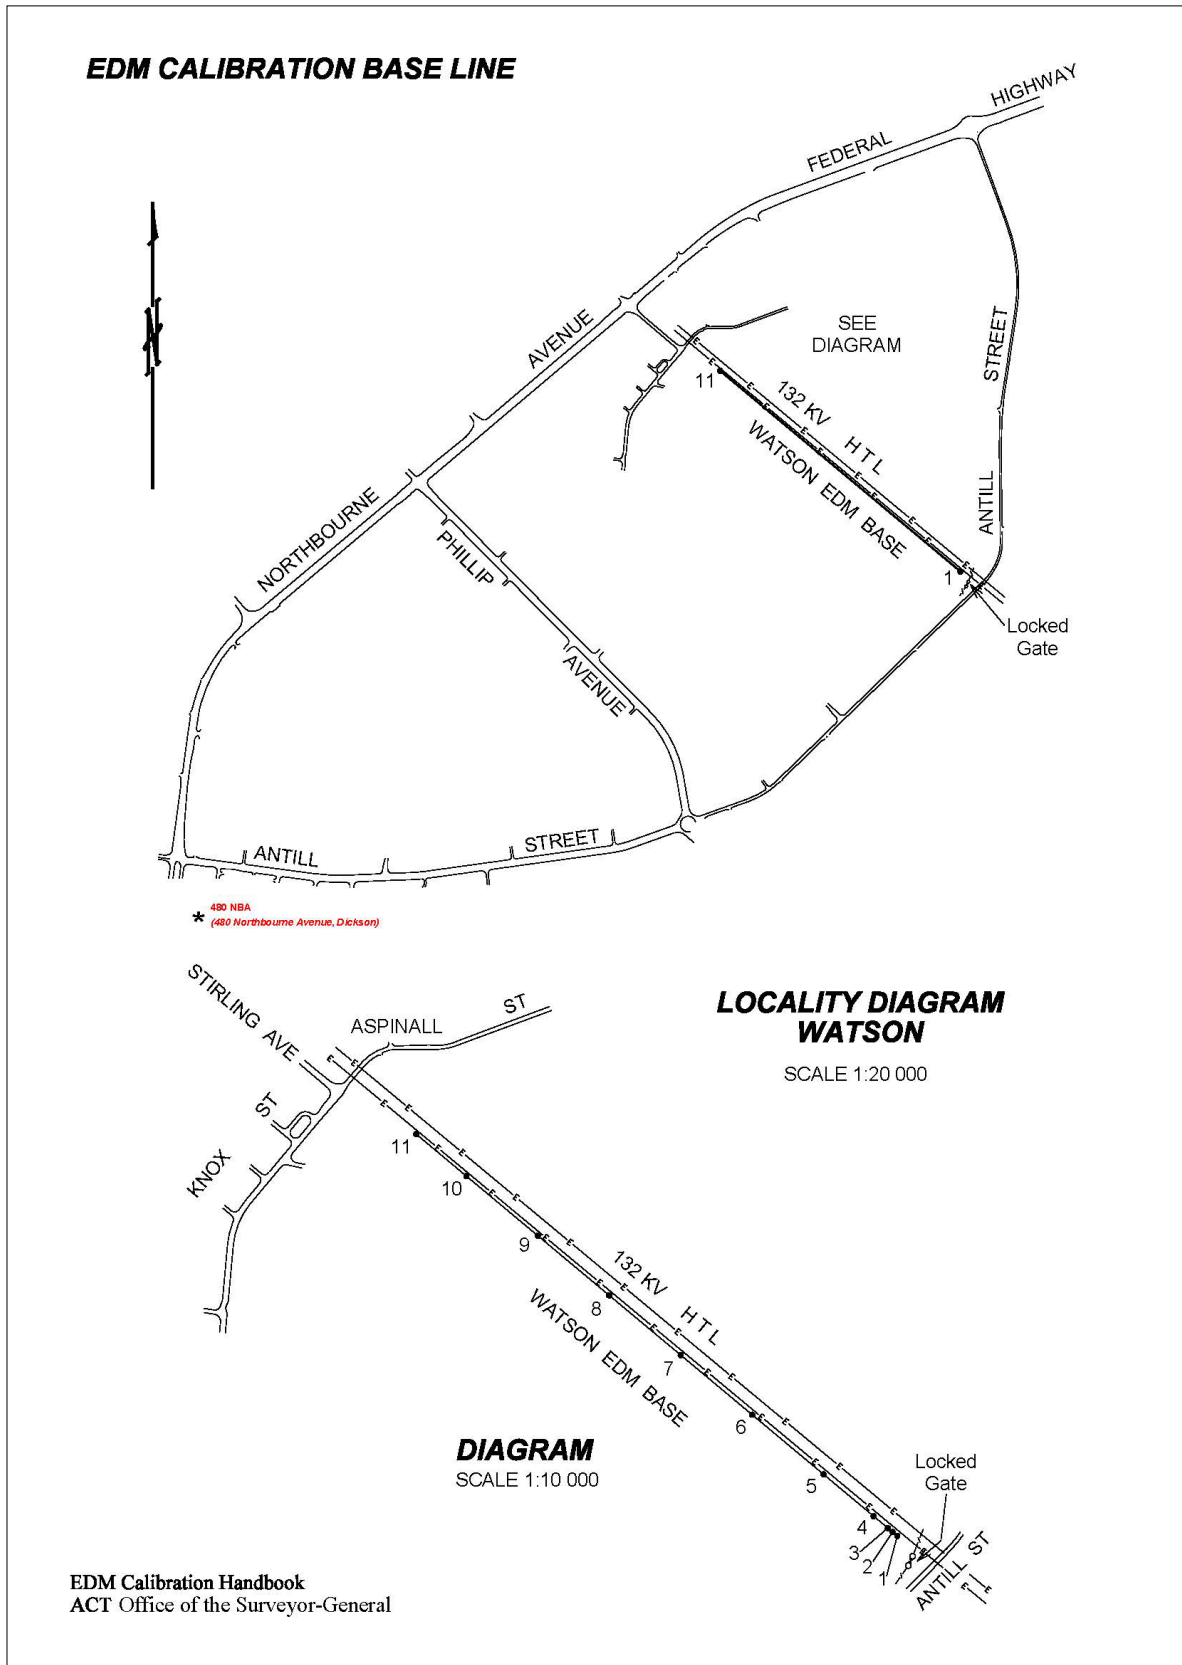 EDM CALIBRATION BASE LINE
HIGHWAY
FEDERAL
AVENUE
SEE
DIAGRAM
STREET
11
132 KV
H T L
WATSON EDM BASE
ANTILL
NORTHBOURNE
PHILLIP
1
Locked
Gate
AVENUE
ANTILL
STREET
* 480 NBA
(480 Northbourne Avenue, Dickson)
STIRLING AVE
ASPINALL
ST
LOCALITY DIAGRAM
WATSON
SCALE 1:20 000
ST
KNOX
11
10
9
132 KV
H T L
8
WATSON EDM BASE
7
6
DIAGRAM
SCALE 1:10 000
5
Locked
Gate
4
3
2
1
ANTILL ST
EDM Calibration Handbook
ACT Office of the Surveyor-General